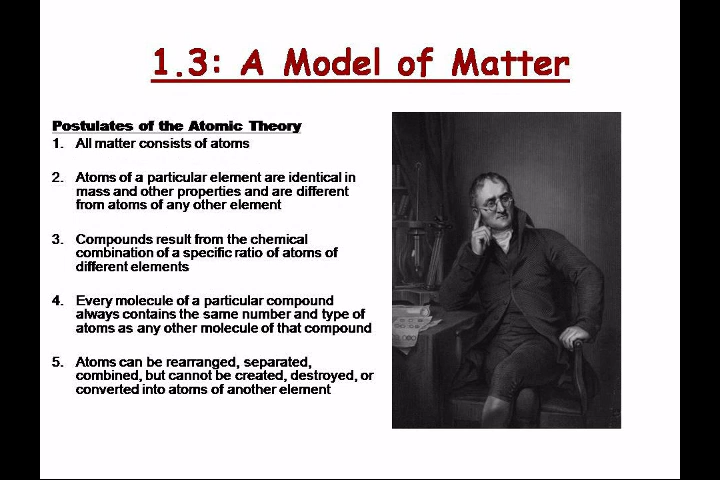 1.3: A Model of Matter
Postulates of the Atomic Theory
1. All matter consists of atoms
2. Atoms of a particular element are identical in
mass and other properties and are different
from atoms of any other element
3. Compounds result from the chemical
combination of a specific ratio of atoms of
different elements
4. Every molecule of a particular compound
always contains the same number and type of
atoms as any other molecule of that compound
5. Atoms can be rearranged, separated,
combined, but cannot be created, destroyed, or
converted into atoms of another element